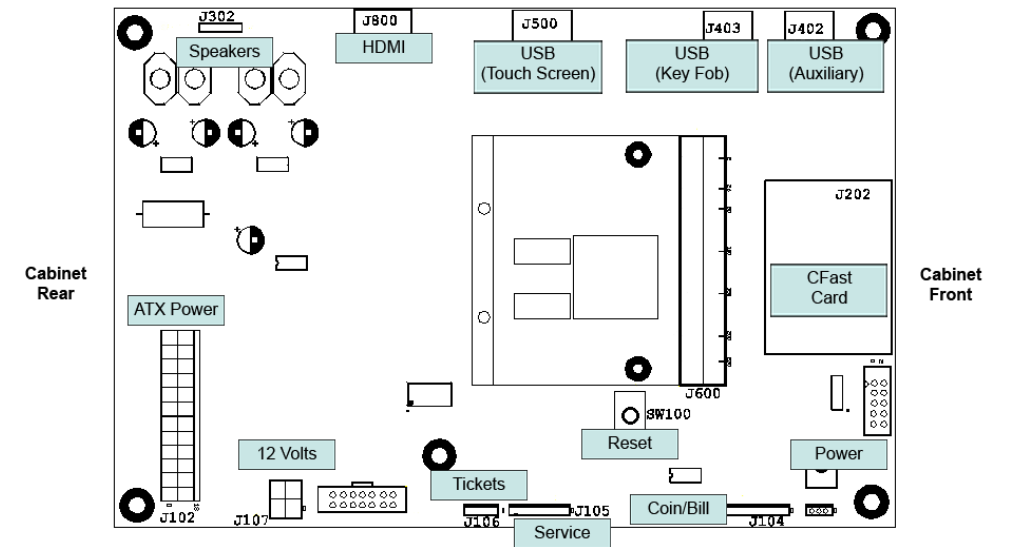 J302
J800
J500
J403
J402
Speakers
HDMI
USB
(Touch Screen)
USB
(Key Fob)
USB
(Auxiliary)
J202
Cabinet
Rear
CFast
Card
Cabinet
Front
ATX Power
J600
SW100
Reset
12 Volts
Power
Tickets
Coin/Bill
J102
J107
J106
J105
J104
Service